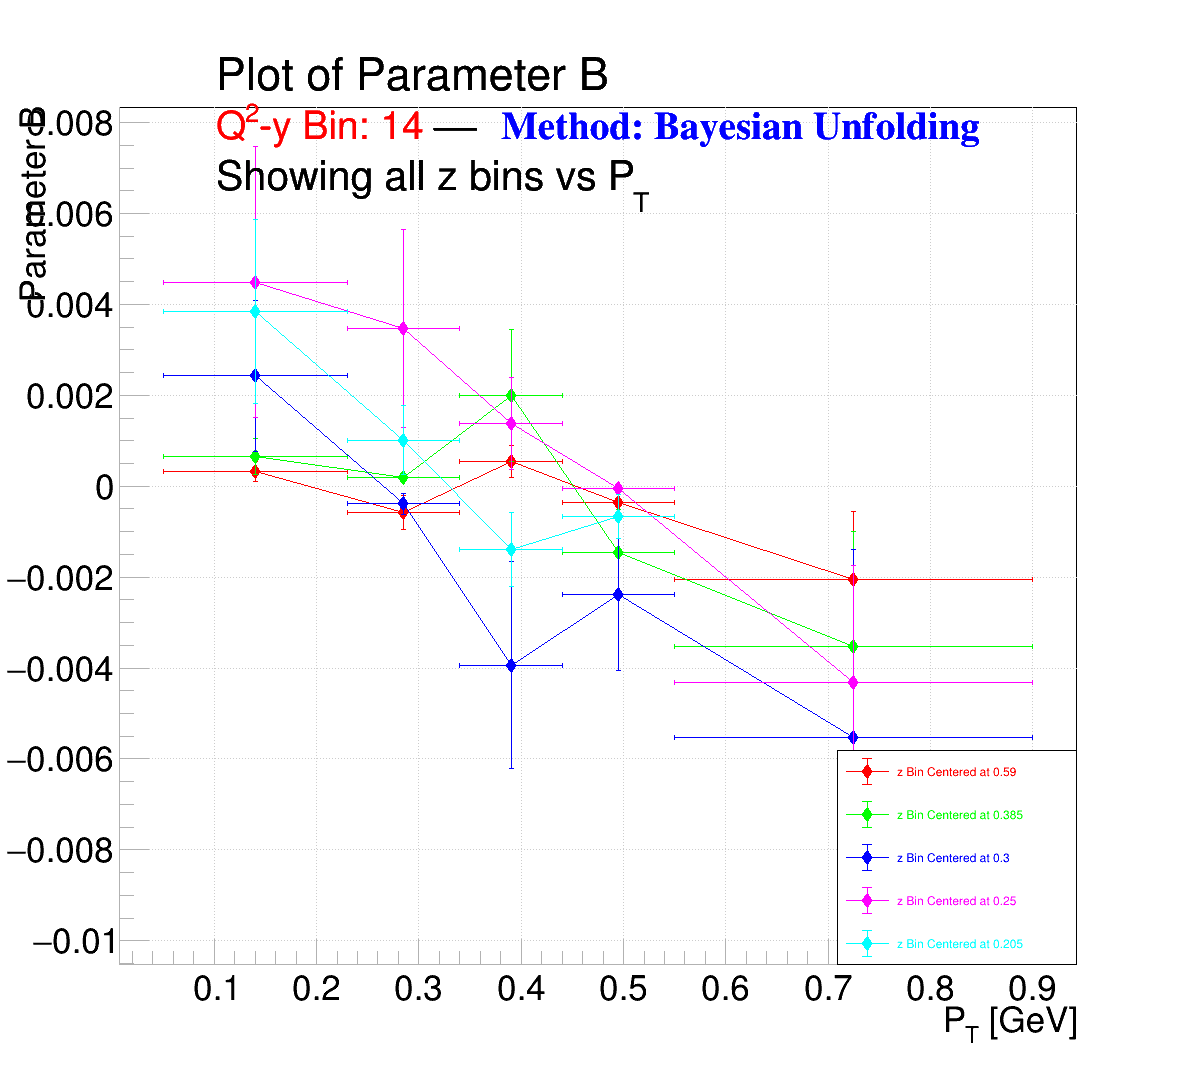 Plot of Parameter B
Q²-y Bin: 14 — Method: Bayesian Unfolding
Showing all z bins vs P_T
Parameter B
0.008
0.006
0.004
0.002
0
−0.002
−0.004
−0.006
−0.008
−0.01
z Bin Centered at 0.59
z Bin Centered at 0.385
z Bin Centered at 0.3
z Bin Centered at 0.25
z Bin Centered at 0.205
0.1 0.2 0.3 0.4 0.5 0.6 0.7 0.8 0.9
P_T [GeV]